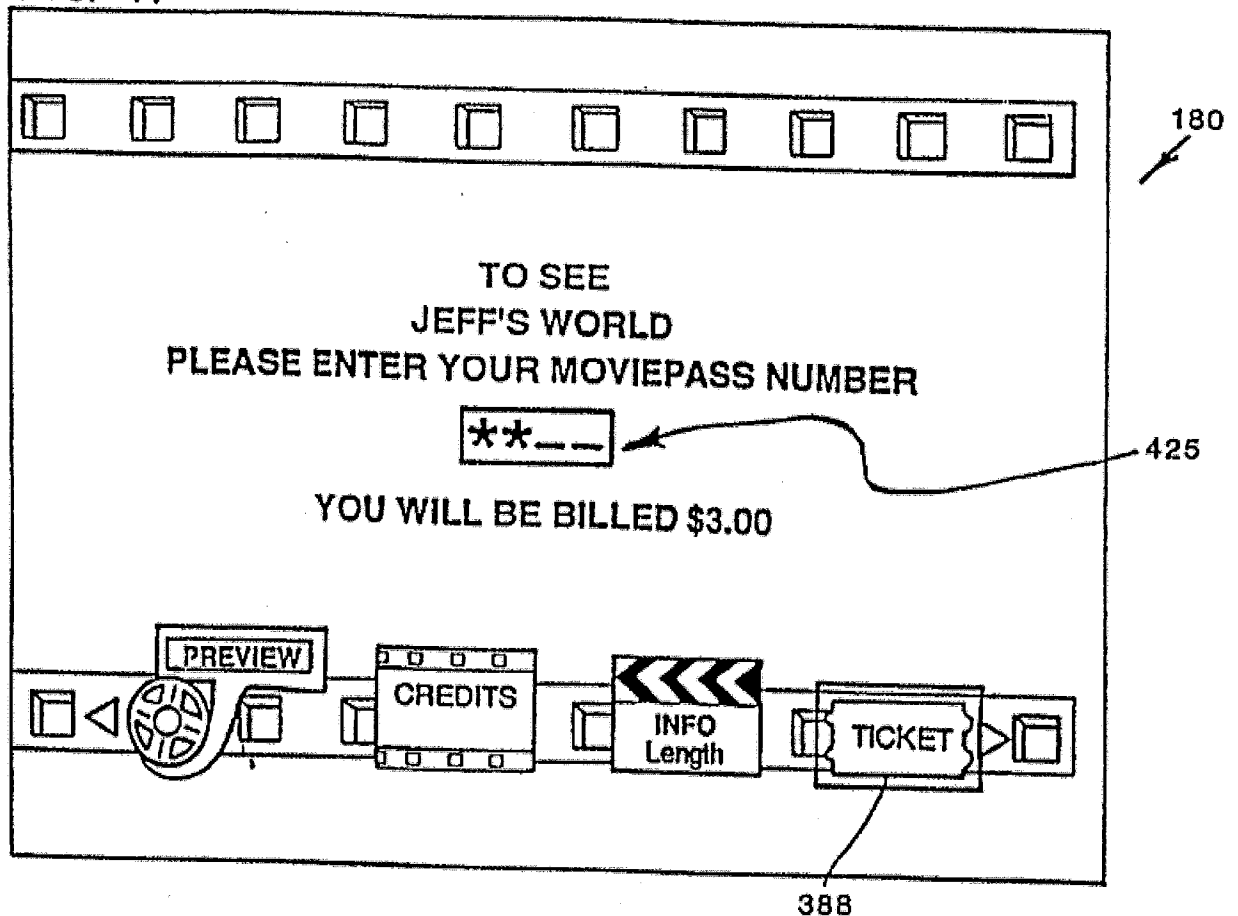 180
TO SEE
JEFF'S WORLD
PLEASE ENTER YOUR MOVIEPASS NUMBER
**__
425
YOU WILL BE BILLED $3.00
PREVIEW
CREDITS
INFO
Length
TICKET
388